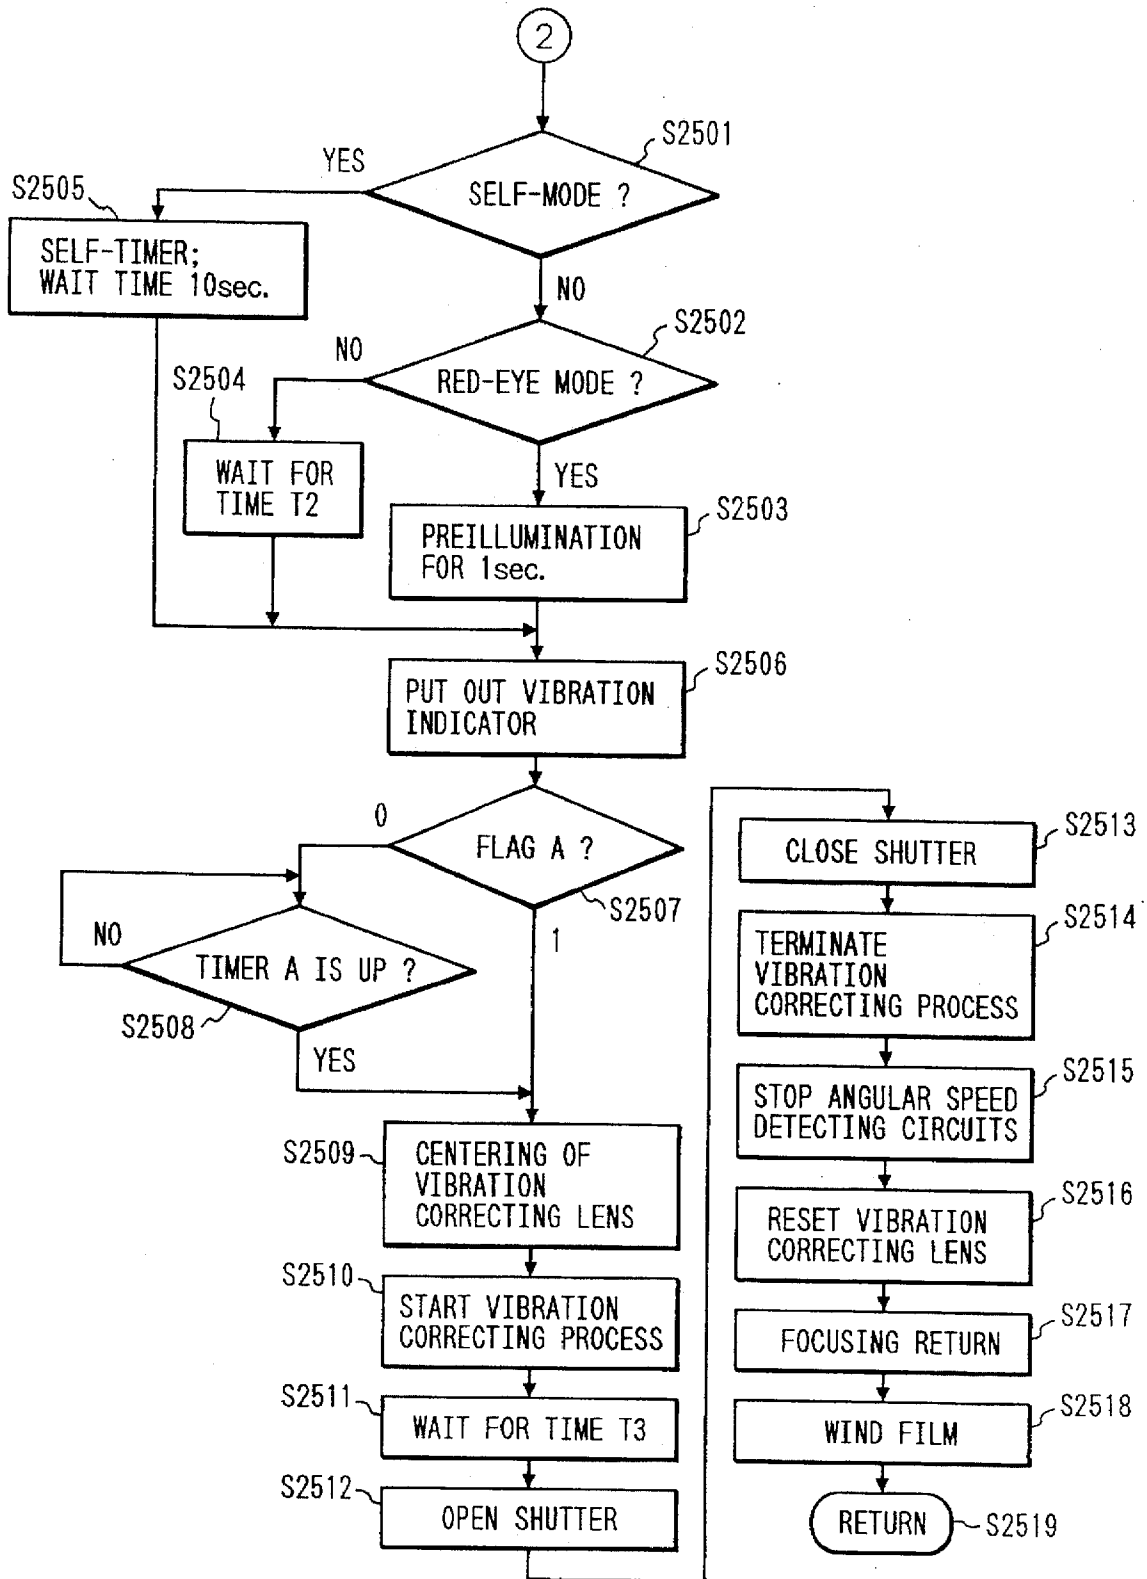 2
S2501
YES
SELF-MODE ?
S2505
SELF-TIMER;
WAIT TIME 10sec.
NO
S2502
NO
RED-EYE MODE ?
S2504
WAIT FOR
TIME T2
YES
S2503
PREILLUMINATION
FOR 1sec.
S2506
PUT OUT VIBRATION
INDICATOR
0
FLAG A ?
S2507
1
NO
TIMER A IS UP ?
S2508
YES
S2509
CENTERING OF
VIBRATION
CORRECTING LENS
S2510
START VIBRATION
CORRECTING PROCESS
S2511
WAIT FOR TIME T3
S2512
OPEN SHUTTER
S2513
CLOSE SHUTTER
S2514
TERMINATE
VIBRATION
CORRECTING PROCESS
S2515
STOP ANGULAR SPEED
DETECTING CIRCUITS
S2516
RESET VIBRATION
CORRECTING LENS
S2517
FOCUSING RETURN
S2518
WIND FILM
RETURN
S2519